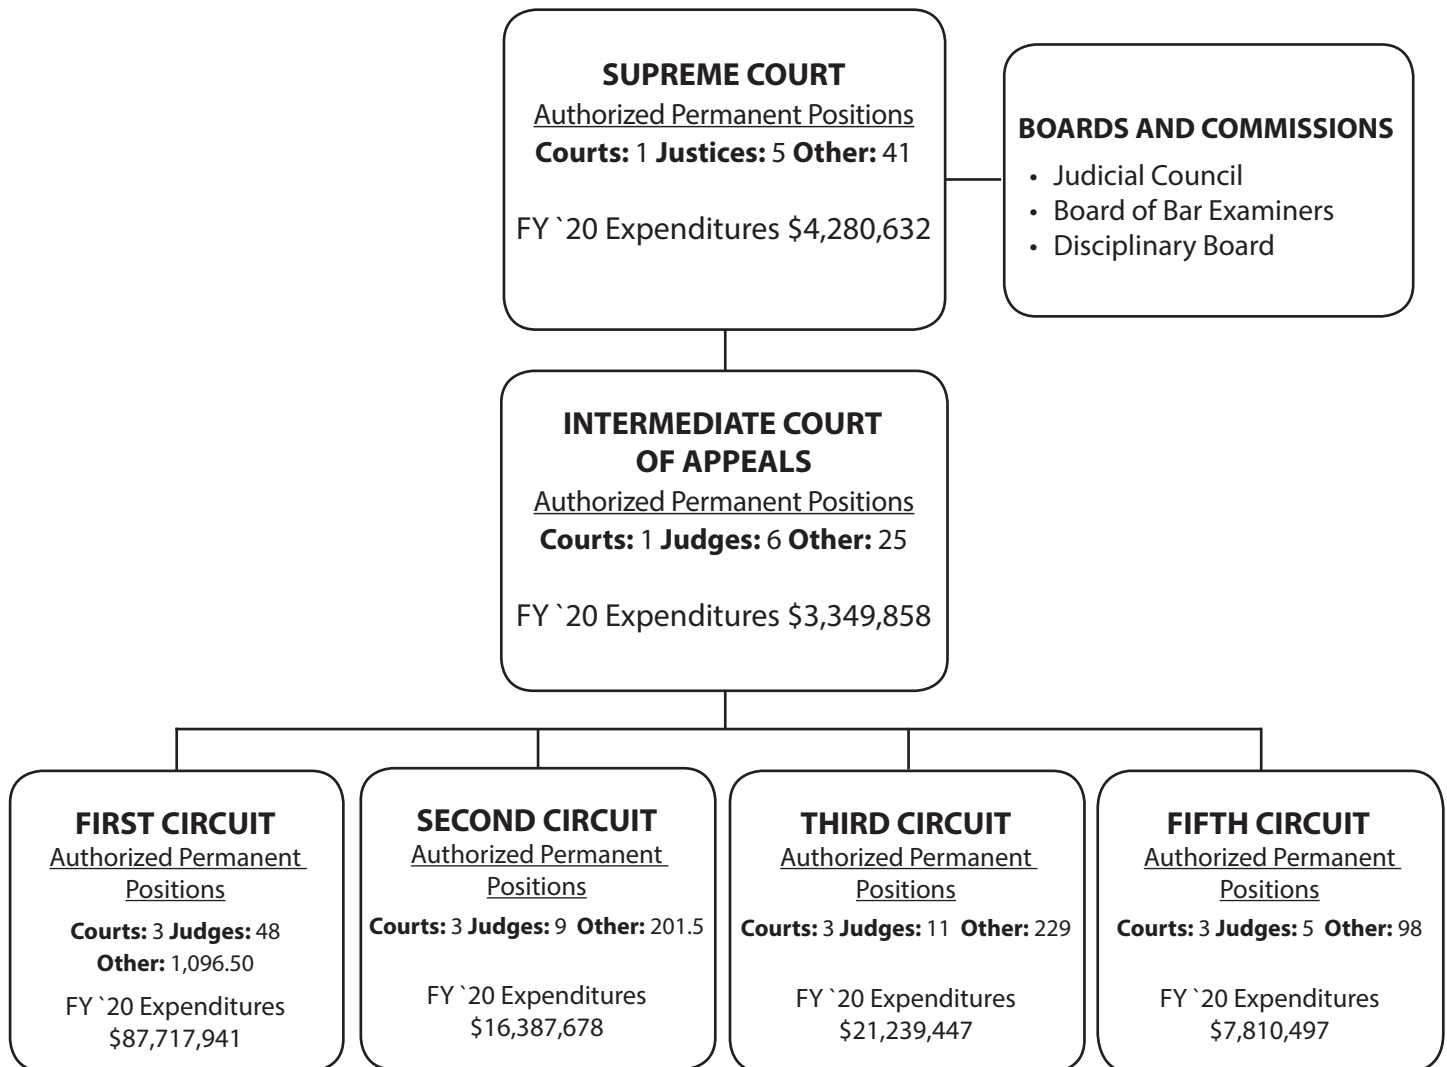 SUPREME COURT
Authorized Permanent Positions
Courts: 1 Justices: 5 Other: 41
FY `20 Expenditures $4,280,632
BOARDS AND COMMISSIONS
• Judicial Council
• Board of Bar Examiners
• Disciplinary Board
INTERMEDIATE COURT
OF APPEALS
Authorized Permanent Positions
Courts: 1 Judges: 6 Other: 25
FY `20 Expenditures $3,349,858
FIRST CIRCUIT
Authorized Permanent
Positions
Courts: 3 Judges: 48
Other: 1,096.50
FY `20 Expenditures
$87,717,941
SECOND CIRCUIT
Authorized Permanent
Positions
Courts: 3 Judges: 9 Other: 201.5
FY `20 Expenditures
$16,387,678
THIRD CIRCUIT
Authorized Permanent
Positions
Courts: 3 Judges: 11 Other: 229
FY `20 Expenditures
$21,239,447
FIFTH CIRCUIT
Authorized Permanent
Positions
Courts: 3 Judges: 5 Other: 98
FY `20 Expenditures
$7,810,497